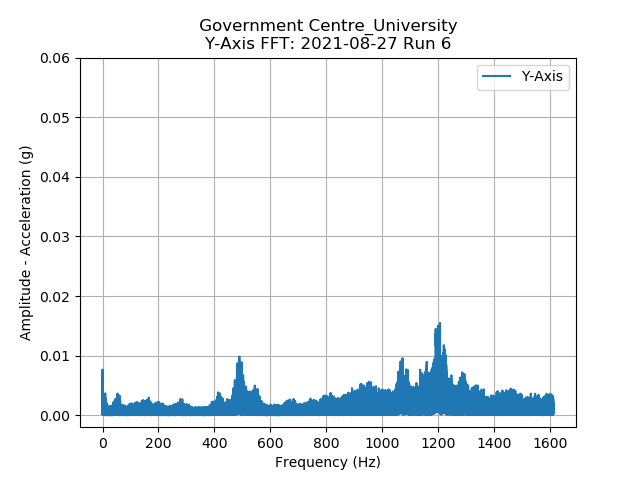 Government Centre_University
Y-Axis FFT: 2021-08-27 Run 6
Y-Axis
0.06
0.05
0.04
0.03
0.02
0.01
0.00
Amplitude - Acceleration (g)
0 200 400 600 800 1000 1200 1400 1600
Frequency (Hz)